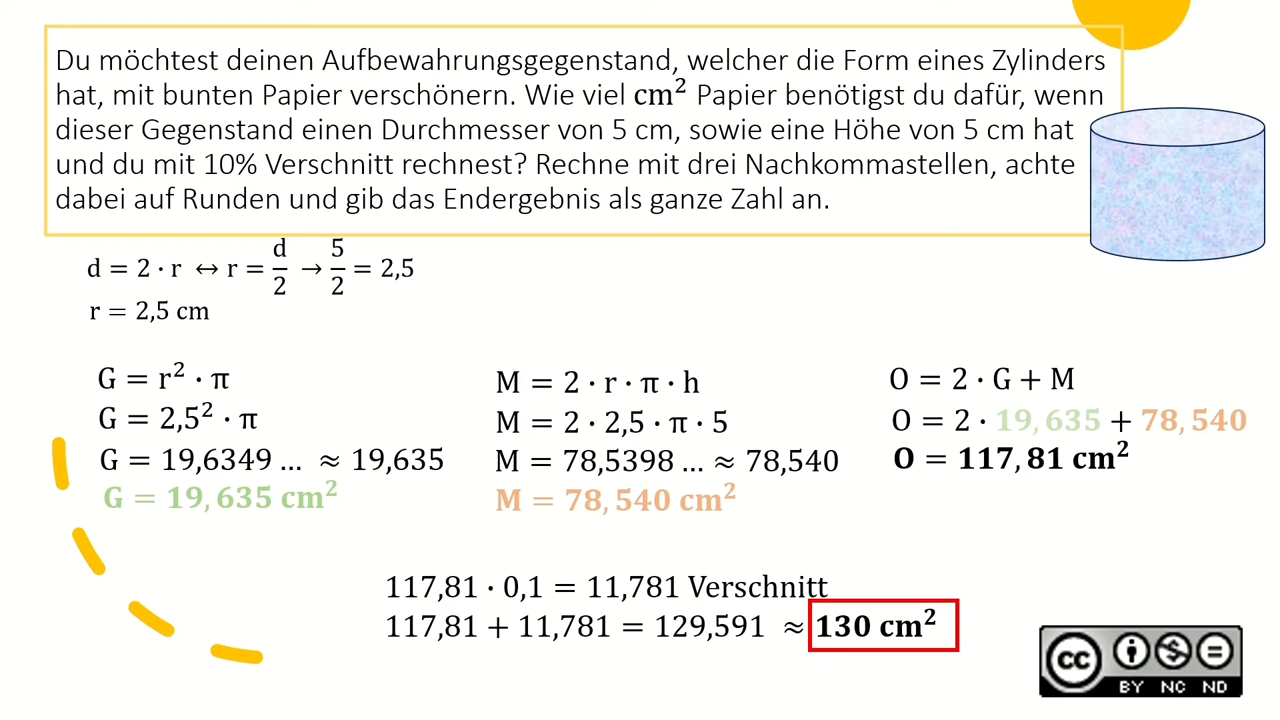 Du möchtest deinen Aufbewahrungsgegenstand, welcher die Form eines Zylinders
hat, mit bunten Papier verschönern. Wie viel cm² Papier benötigst du dafür, wenn
dieser Gegenstand einen Durchmesser von 5 cm, sowie eine Höhe von 5 cm hat
und du mit 10% Verschnitt rechnest? Rechne mit drei Nachkommastellen, achte
dabei auf Runden und gib das Endergebnis als ganze Zahl an.
d = 2 · r ↔ r = d/2 → 5/2 = 2,5
r = 2,5 cm
G = r² · π
G = 2,5² · π
G = 19,6349 … ≈ 19,635
G = 19,635 cm²
M = 2 · r · π · h
M = 2 · 2,5 · π · 5
M = 78,5398 … ≈ 78,540
M = 78,540 cm²
O = 2 · G + M
O = 2 · 19,635 + 78,540
O = 117,81 cm²
117,81 · 0,1 = 11,781 Verschnitt
117,81 + 11,781 = 129,591 ≈ 130 cm²
cc
BY NC ND